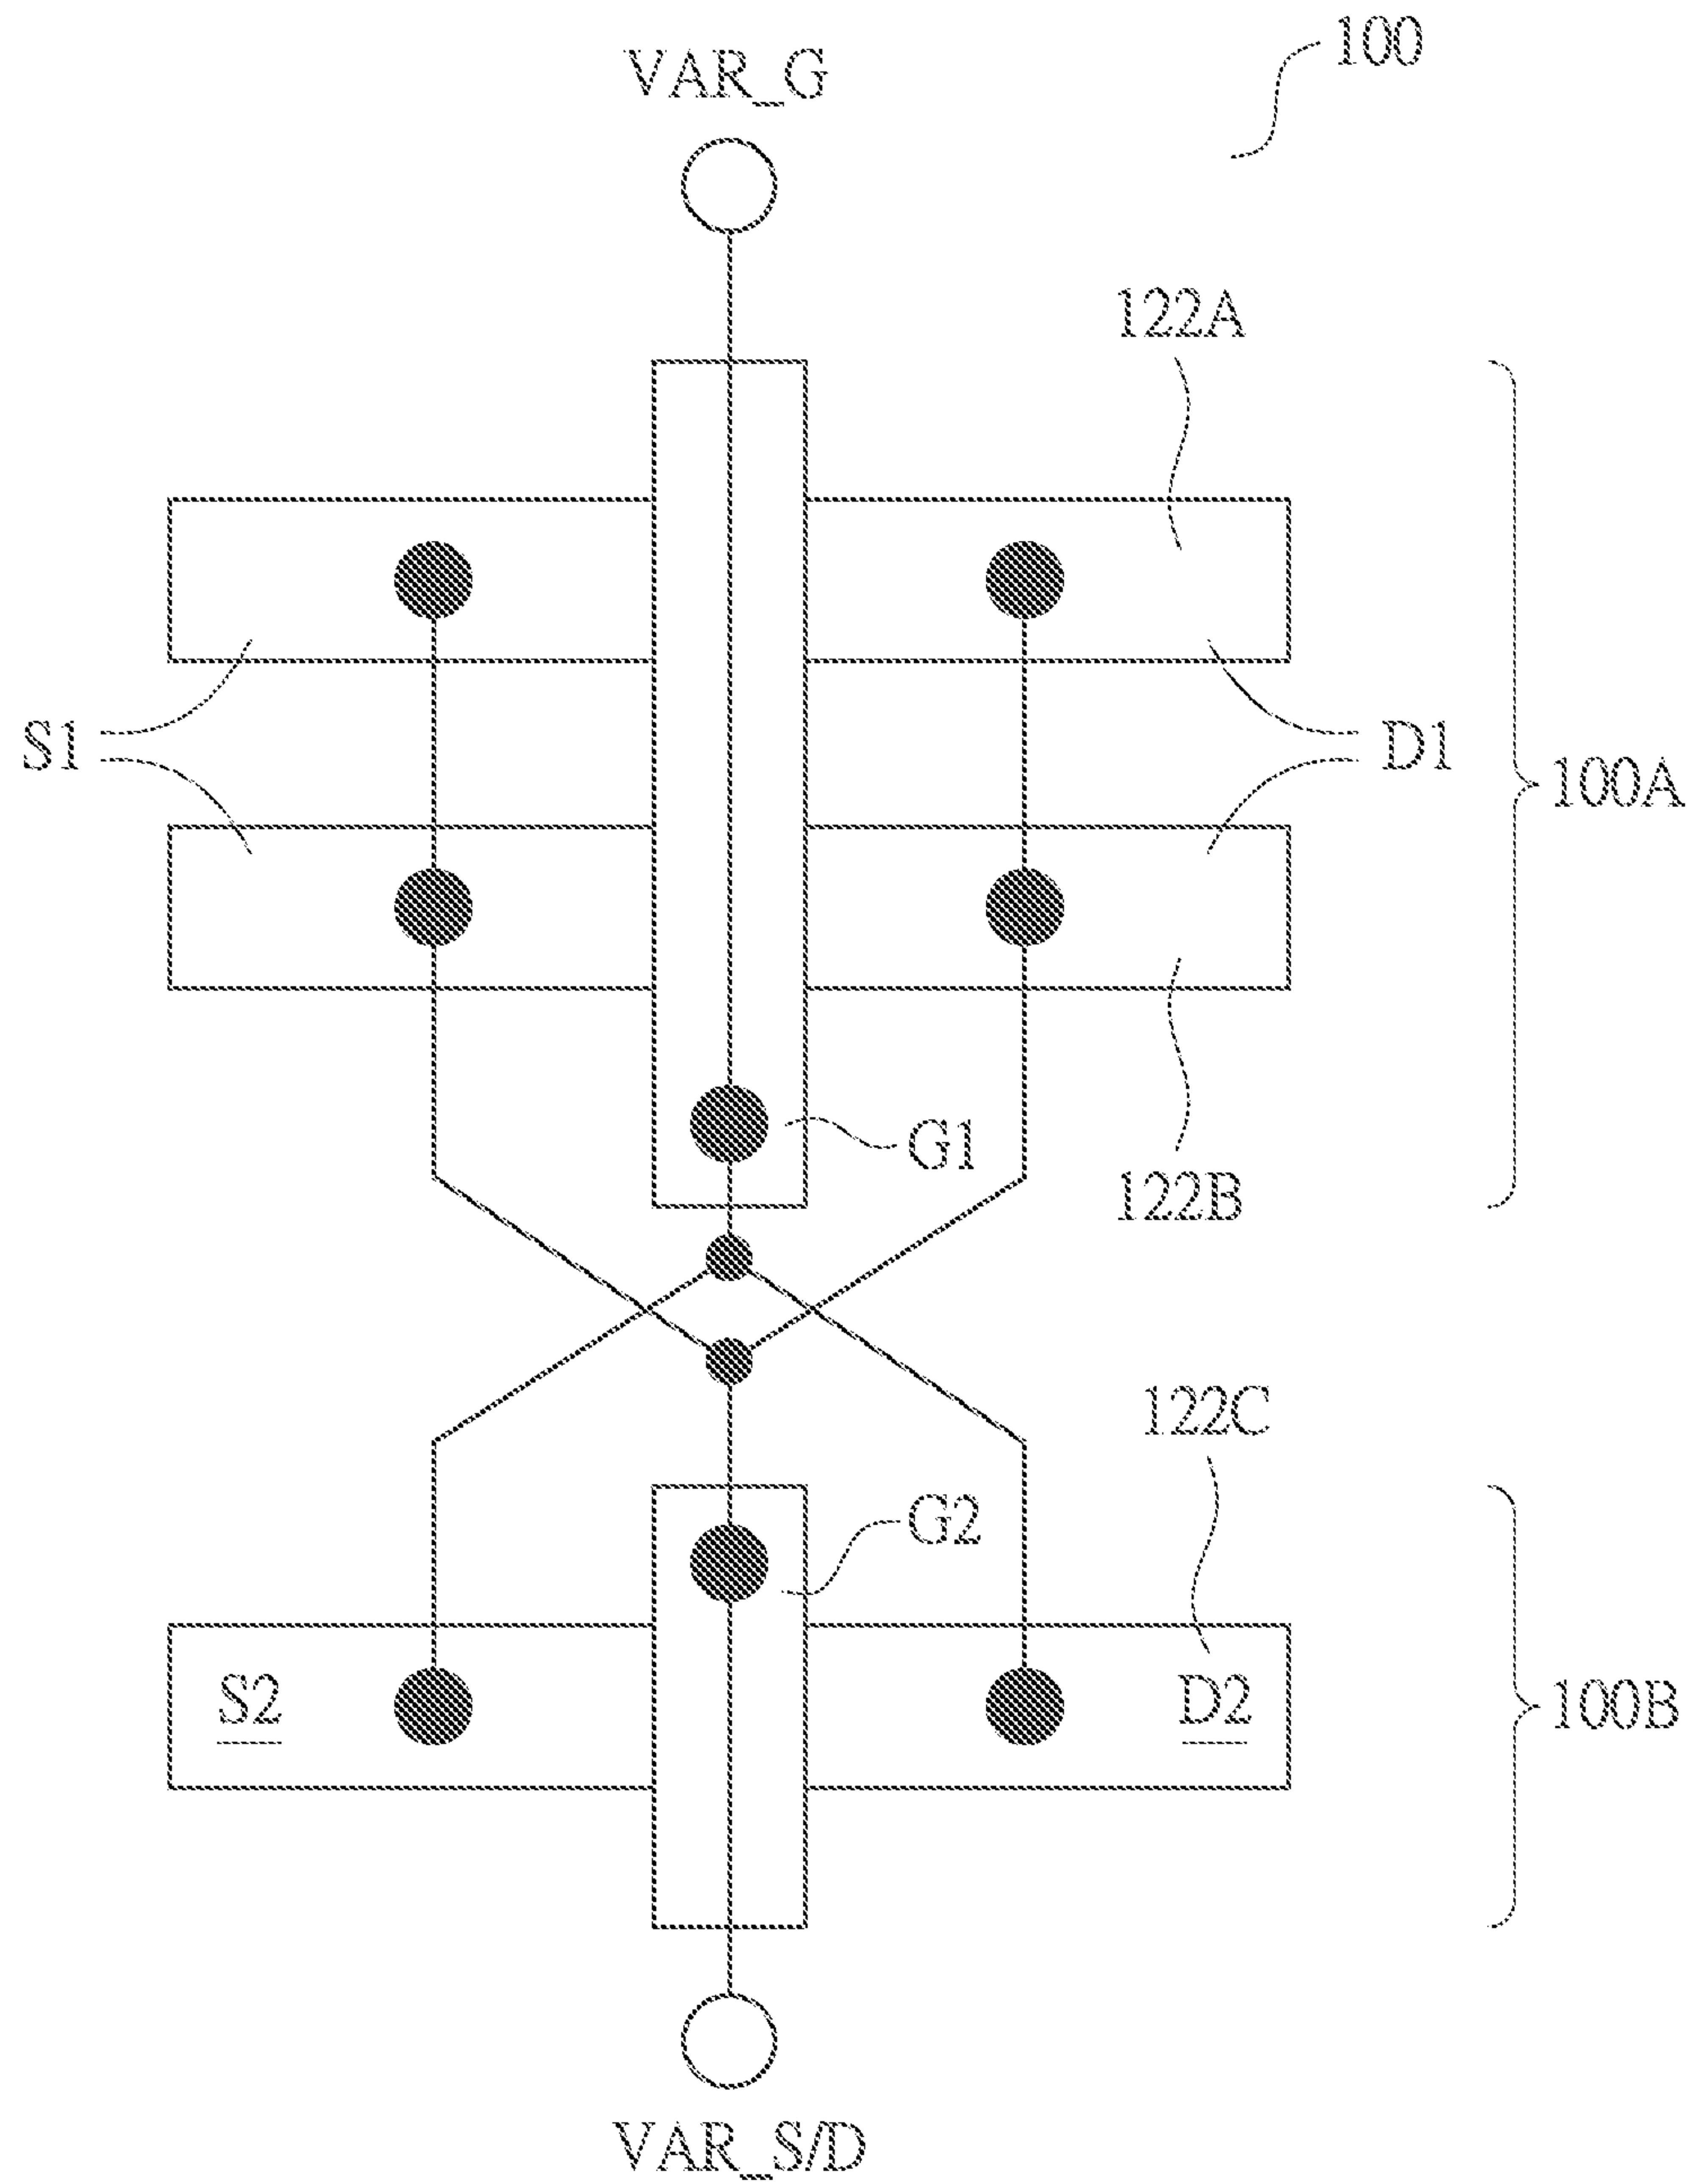 100
VAR_G
122A
S1
D1
100A
G1
122B
122C
G2
S2
D2
100B
VAR_S/D